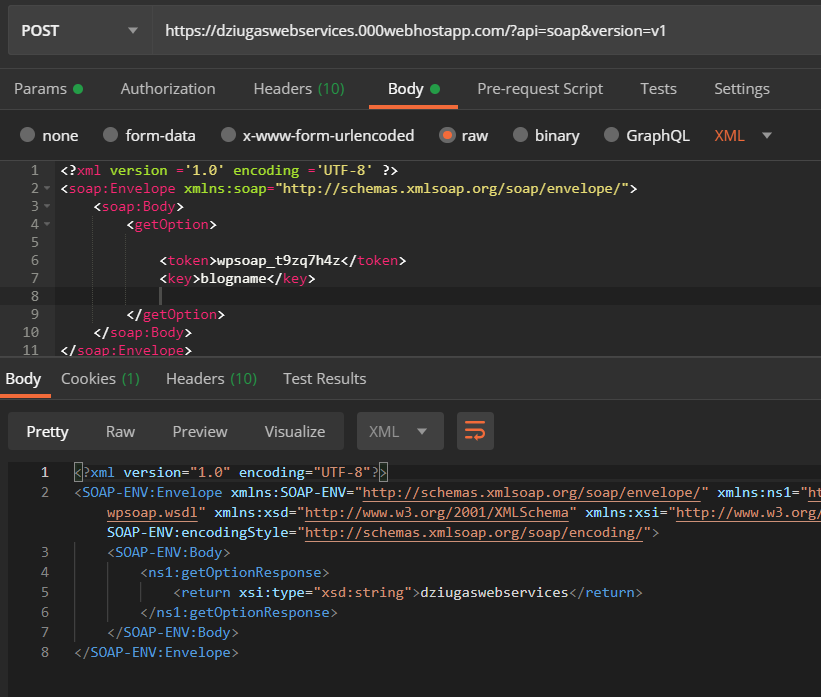 POST https://dziugaswebservices.000webhostapp.com/?api=soap&version=v1
Params Authorization Headers (10) Body Pre-request Script Tests Settings
none form-data x-www-form-urlencoded raw binary GraphQL XML
1 <?xml version ='1.0' encoding ='UTF-8' ?>
2 <soap:Envelope xmlns:soap="http://schemas.xmlsoap.org/soap/envelope/">
3 <soap:Body>
4 <getOption>
5
6 <token>wpsoap_t9zq7h4z</token>
7 <key>blogname</key>
8
9 </getOption>
10 </soap:Body>
11 </soap:Envelope>
Body Cookies (1) Headers (10) Test Results
Pretty Raw Preview Visualize XML
1 <?xml version="1.0" encoding="UTF-8"?>
2 <SOAP-ENV:Envelope xmlns:SOAP-ENV="http://schemas.xmlsoap.org/soap/envelope/" xmlns:ns1="ht
wpsoap.wsdl" xmlns:xsd="http://www.w3.org/2001/XMLSchema" xmlns:xsi="http://www.w3.org/
SOAP-ENV:encodingStyle="http://schemas.xmlsoap.org/soap/encoding/">
3 <SOAP-ENV:Body>
4 <ns1:getOptionResponse>
5 <return xsi:type="xsd:string">dziugaswebservices</return>
6 </ns1:getOptionResponse>
7 </SOAP-ENV:Body>
8 </SOAP-ENV:Envelope>